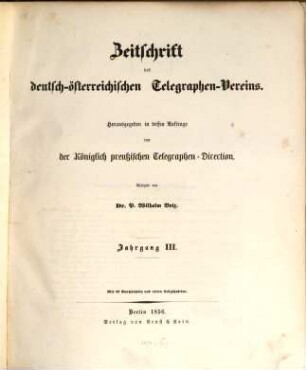 Zeitschrift
des
deutsch-österreichischen Telegraphen-Vereins.
Herausgegeben in dessen Auftrage
von
der Königlich preußischen Telegraphen-Direction.
Redigirt von
Dr. P. Wilhelm Brix.
Jahrgang III.
Berlin 1856.
Verlag von Ernst & Korn.